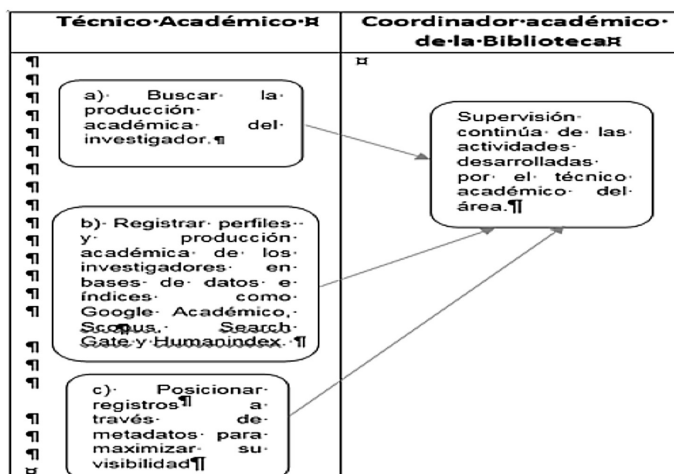 Técnico Académico
Coordinador académico
de la Biblioteca
a) Buscar la
producción
académica del
investigador.
Supervisión
continúa de las
actividades
desarrolladas
por el técnico
académico del
área.
b) Registrar perfiles
y producción
académica de los
investigadores en
bases de datos e
índices como
Google Académico,
Scopus, Search
Gate y Humanindex
c) Posicionar
registros a
través de
metadatos para
maximizar su
visibilidad